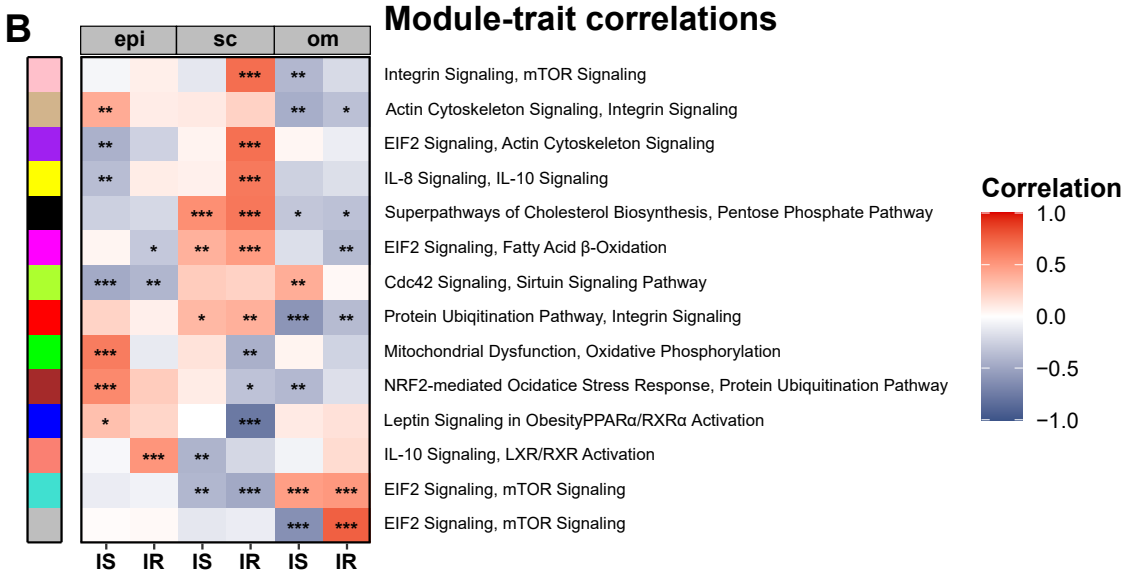 B
Module-trait correlations
epi sc om
*** ** Integrin Signaling, mTOR Signaling
** ** * Actin Cytoskeleton Signaling, Integrin Signaling
** *** EIF2 Signaling, Actin Cytoskeleton Signaling
** *** IL-8 Signaling, IL-10 Signaling
*** *** * * Superpathways of Cholesterol Biosynthesis, Pentose Phosphate Pathway
* ** *** ** EIF2 Signaling, Fatty Acid β-Oxidation
*** ** ** Cdc42 Signaling, Sirtuin Signaling Pathway
* ** *** ** Protein Ubiqitination Pathway, Integrin Signaling
*** ** Mitochondrial Dysfunction, Oxidative Phosphorylation
*** * ** NRF2-mediated Ocidatice Stress Response, Protein Ubiquitination Pathway
* *** Leptin Signaling in ObesityPPARα/RXRα Activation
*** ** IL-10 Signaling, LXR/RXR Activation
** *** *** *** EIF2 Signaling, mTOR Signaling
*** *** EIF2 Signaling, mTOR Signaling
IS IR IS IR IS IR
Correlation
1.0
0.5
0.0
−0.5
−1.0